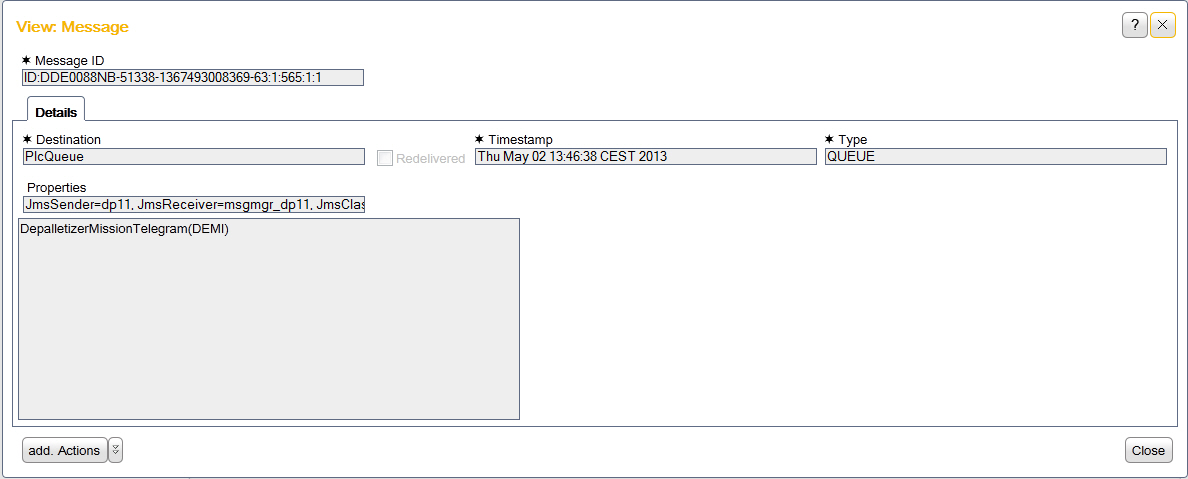 View: Message
?
✶ Message ID
ID:DDE0088NB-51338-1367493008369-63:1:565:1:1
Details
✶ Destination
✶ Timestamp
✶ Type
PlcQueue
Redelivered
Thu May 02 13:46:38 CEST 2013
QUEUE
Properties
JmsSender=dp11, JmsReceiver=msgmgr_dp11, JmsClas
DepalletizerMissionTelegram(DEMI)
add. Actions
Close